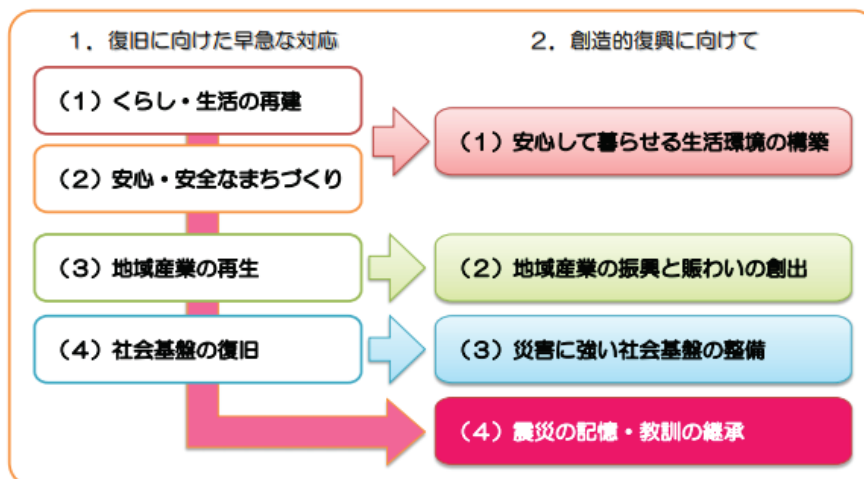 1．復旧に向けた早急な対応
（1）くらし・生活の再建
（2）安心・安全なまちづくり
（3）地域産業の再生
（4）社会基盤の復旧
2．創造的復興に向けて
（1）安心して暮らせる生活環境の構築
（2）地域産業の振興と賑わいの創出
（3）災害に強い社会基盤の整備
（4）震災の記憶・教訓の継承